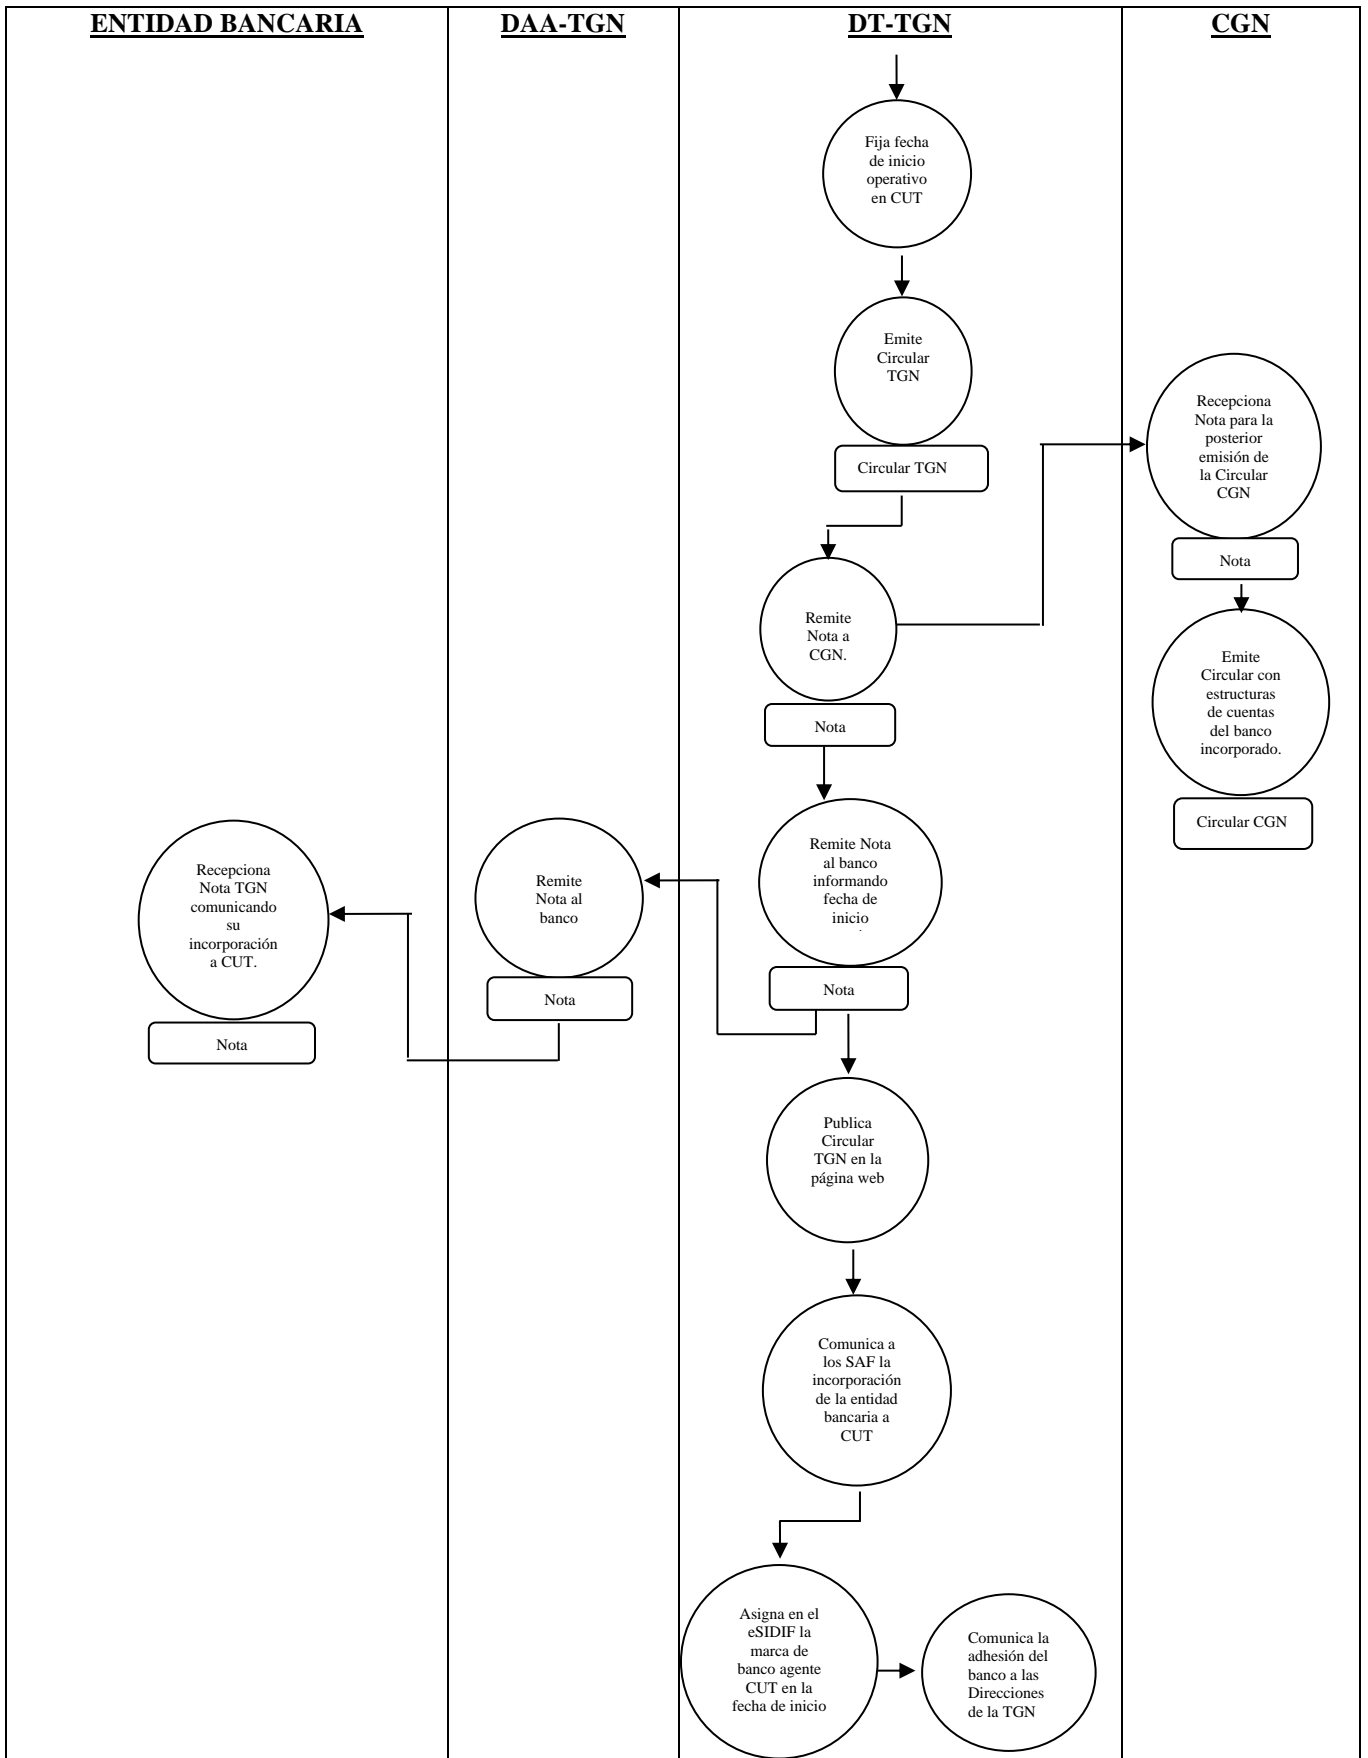 ENTIDAD BANCARIA
DAA-TGN
DT-TGN
CGN
Fija fecha
de inicio
operativo
en CUT
Emite
Circular
TGN
Circular TGN
Recepciona
Nota para la
posterior
emisión de
la Circular
CGN
Nota
Remite
Nota a
CGN.
Nota
Emite
Circular con
estructuras
de cuentas
del banco
incorporado.
Circular CGN
Remite Nota
al banco
informando
fecha de
inicio
Nota
Remite
Nota al
banco
Nota
Recepciona
Nota TGN
comunicando
su
incorporación
a CUT.
Nota
Publica
Circular
TGN en la
página web
Comunica a
los SAF la
incorporación
de la entidad
bancaria a
CUT
Asigna en el
eSIDIF la
marca de
banco agente
CUT en la
fecha de inicio
Comunica la
adhesión del
banco a las
Direcciones
de la TGN